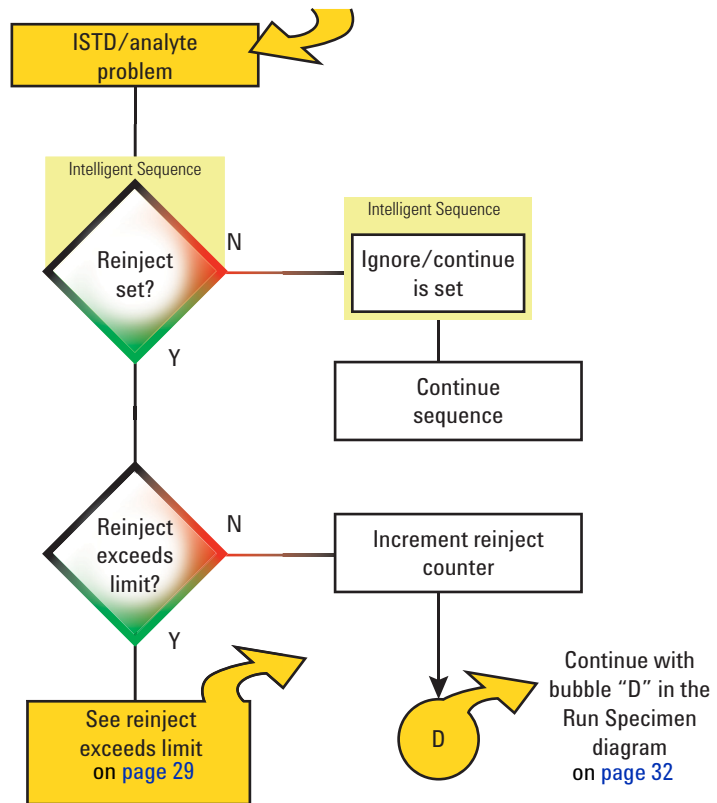 ISTD/analyte
problem
Intelligent Sequence
Reinject
set?
N
Y
Intelligent Sequence
Ignore/continue
is set
Continue
sequence
Reinject
exceeds
limit?
N
Y
Increment reinject
counter
See reinject
exceeds limit
on page 29
D
Continue with
bubble “D” in the
Run Specimen
diagram
on page 32